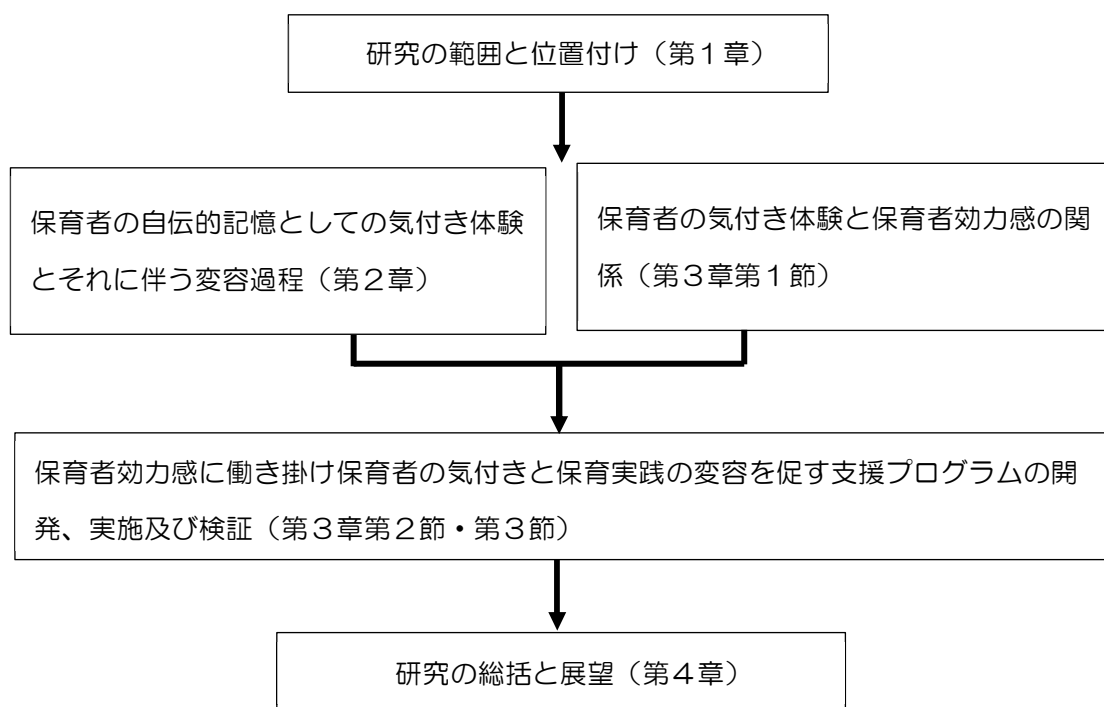 研究の範囲と位置付け（第１章）
保育者の自伝的記憶としての気付き体験
とそれに伴う変容過程（第２章）
保育者の気付き体験と保育者効力感の関
係（第３章第１節）
保育者効力感に働き掛け保育者の気付きと保育実践の変容を促す支援プログラムの開
発、実施及び検証（第３章第２節・第３節）
研究の総括と展望（第４章）